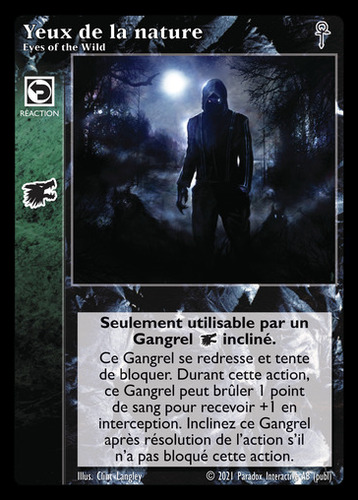 Yeux de la nature
Eyes of the Wild
RÉACTION
Seulement utilisable par un
Gangrel incliné.
Ce Gangrel se redresse et tente
de bloquer. Durant cette action,
ce Gangrel peut brûler 1 point
de sang pour recevoir +1 en
interception. Inclinez ce Gangrel
après résolution de l'action s'il
n'a pas bloqué cette action.
Illus. Clint Langley © 2021 Paradox Interactive AB (publ)